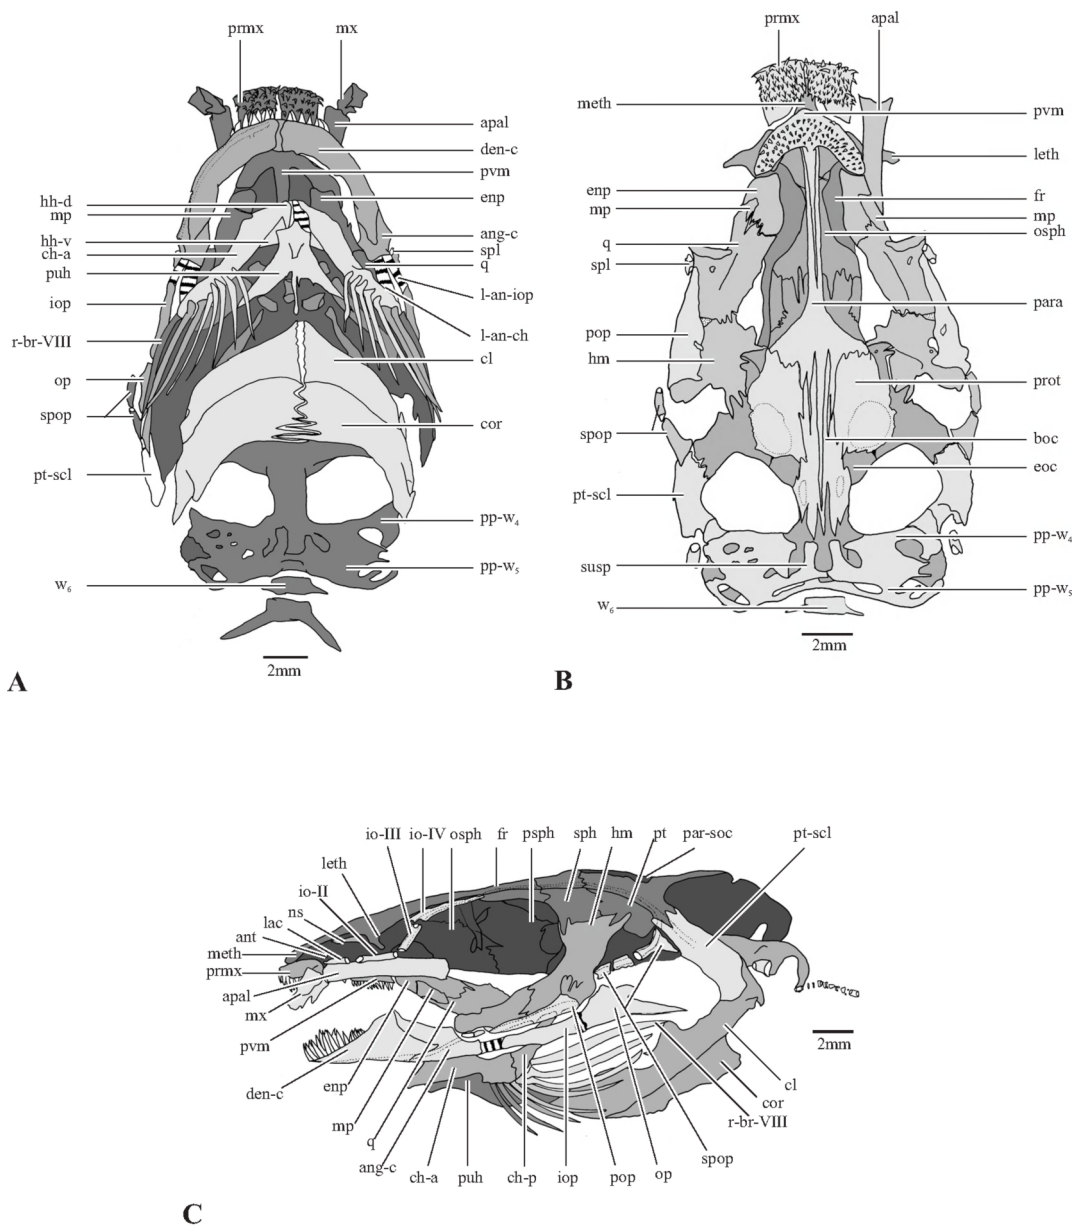 prmx mx
apal
den-c
pvm
hh-d enp
mp
hh-v ang-c
ch-a spl
puh q
iop l-an-iop
r-br-VIII l-an-ch
op cl
spop cor
pt-scl
pp-w4
pp-w5
w6
2mm
A
prmx apal
meth pvm
leth
enp fr
mp mp
q osph
spl
para
pop
hm prot
spop boc
eoc
pt-scl
pp-w4
susp
pp-w5
w6
2mm
B
io-III io-IV osph fr psph sph hm pt par-soc pt-scl
leth
io-II
ns
lac
ant
meth
prmx
apal
mx
pvm
2mm
den-c enp cl
mp cor
q r-br-VIII
ang-c ch-a puh ch-p iop pop op spop
C